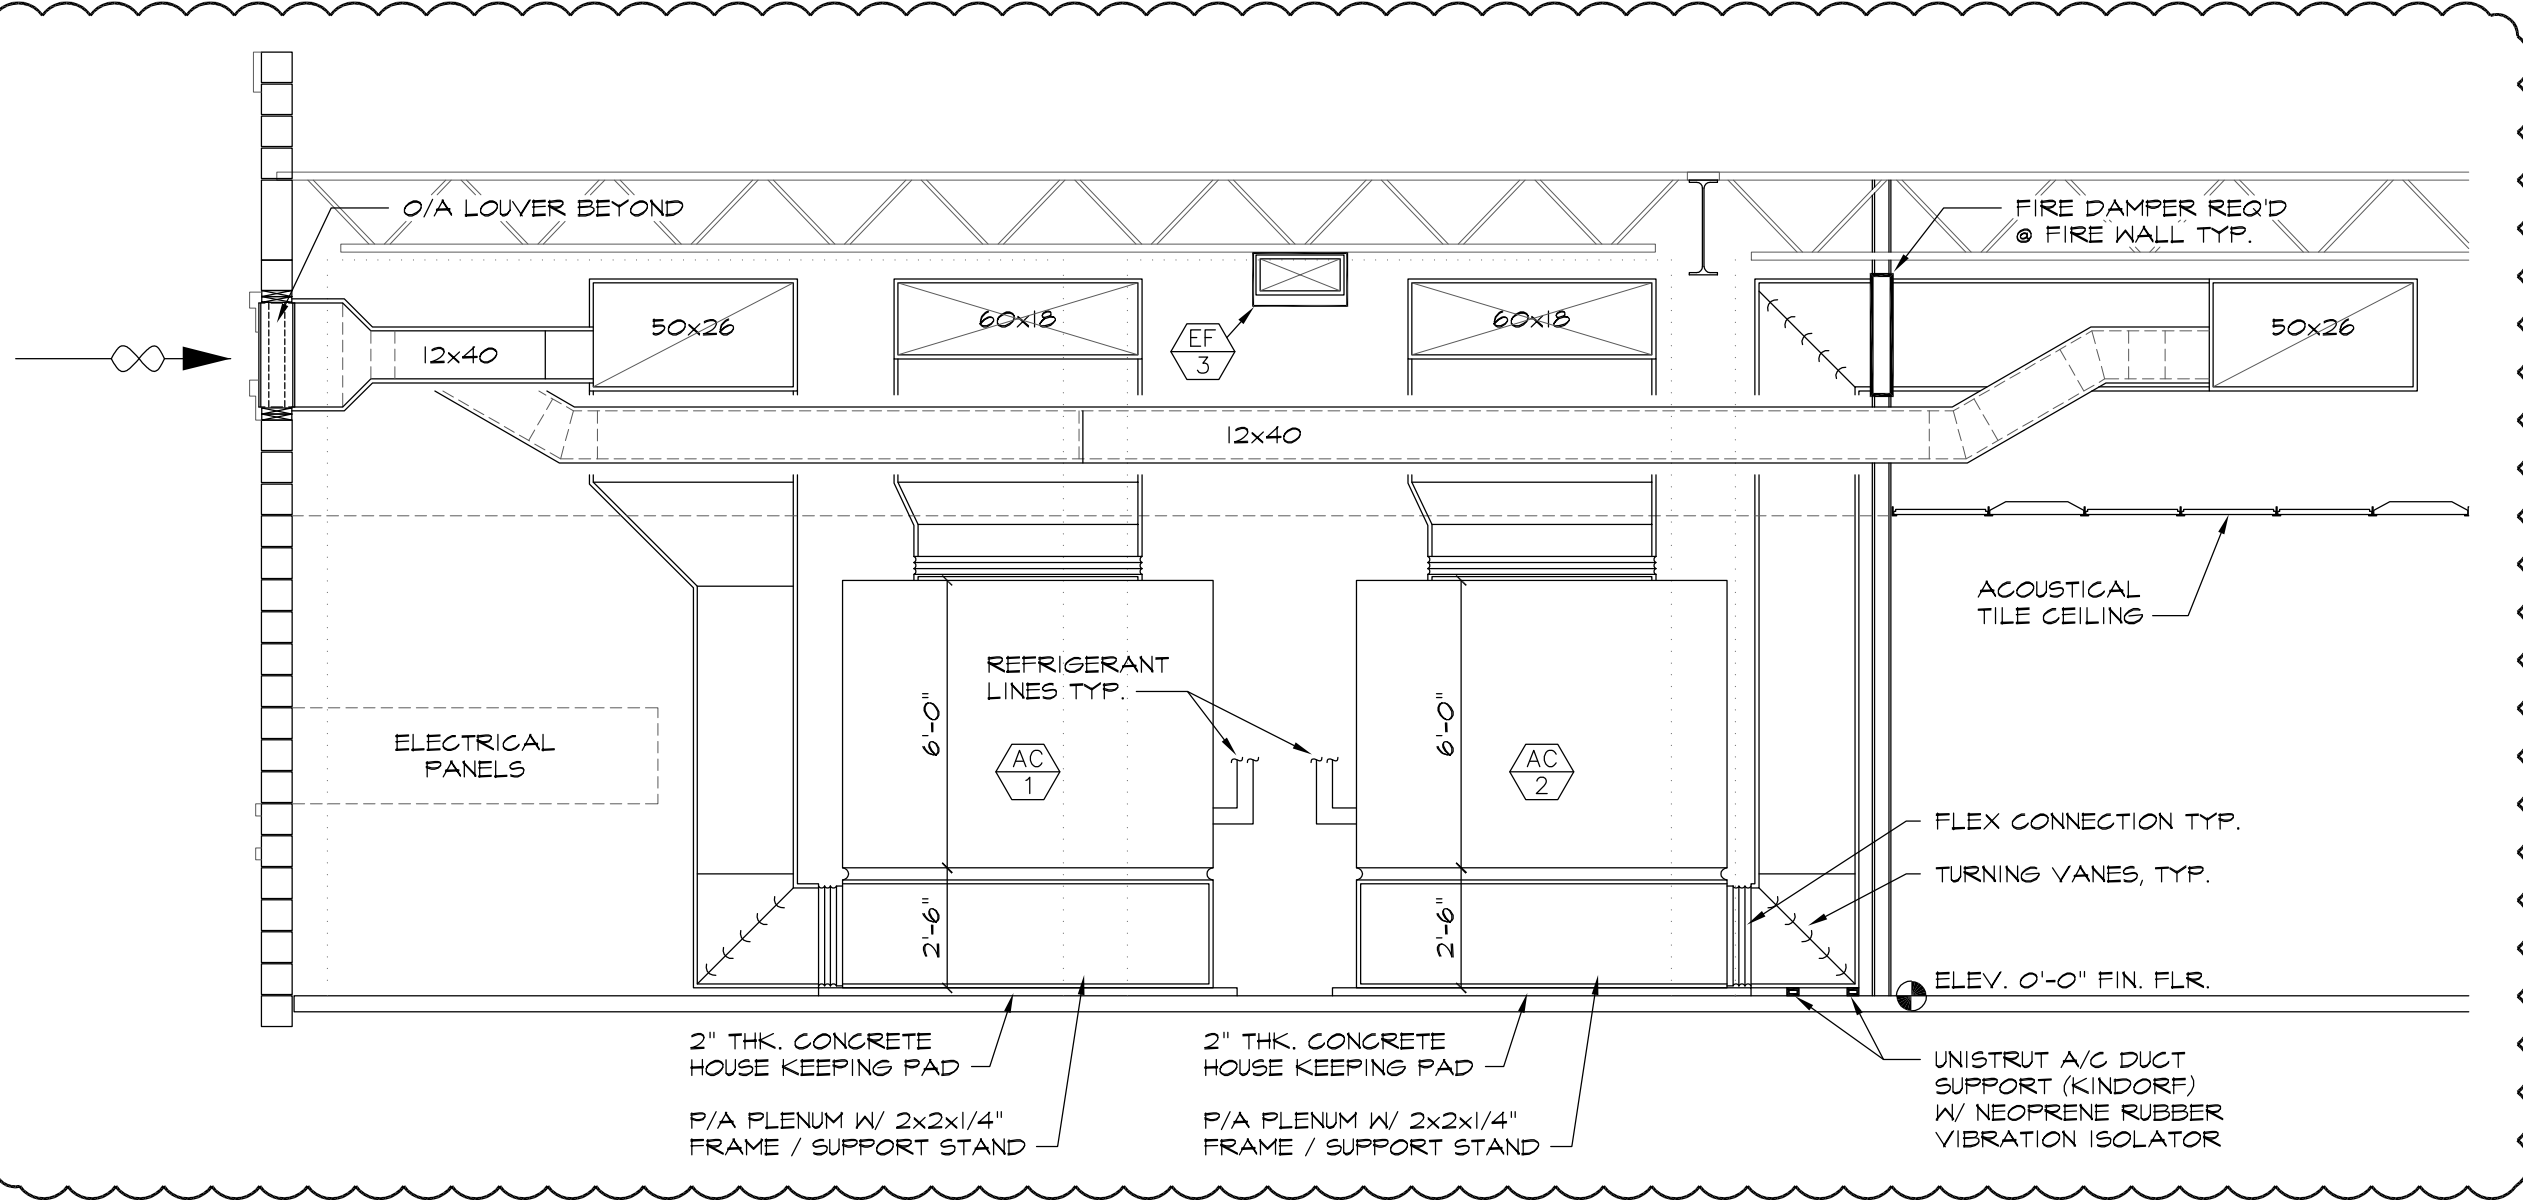 O/A LOUVER BEYOND
FIRE DAMPER REQ'D
@ FIRE WALL TYP.
50x26
60x18
60x18
50x26
12x40
EF
3
12x40
ACOUSTICAL
TILE CEILING
REFRIGERANT
LINES TYP.
6'-0"
6'-0"
ELECTRICAL
PANELS
AC
1
AC
2
FLEX CONNECTION TYP.
TURNING VANES, TYP.
2'-6"
2'-6"
ELEV. 0'-0" FIN. FLR.
2" THK. CONCRETE
HOUSE KEEPING PAD
P/A PLENUM W/ 2x2x1/4"
FRAME / SUPPORT STAND
2" THK. CONCRETE
HOUSE KEEPING PAD
P/A PLENUM W/ 2x2x1/4"
FRAME / SUPPORT STAND
UNISTRUT A/C DUCT
SUPPORT (KINDORF)
W/ NEOPRENE RUBBER
VIBRATION ISOLATOR